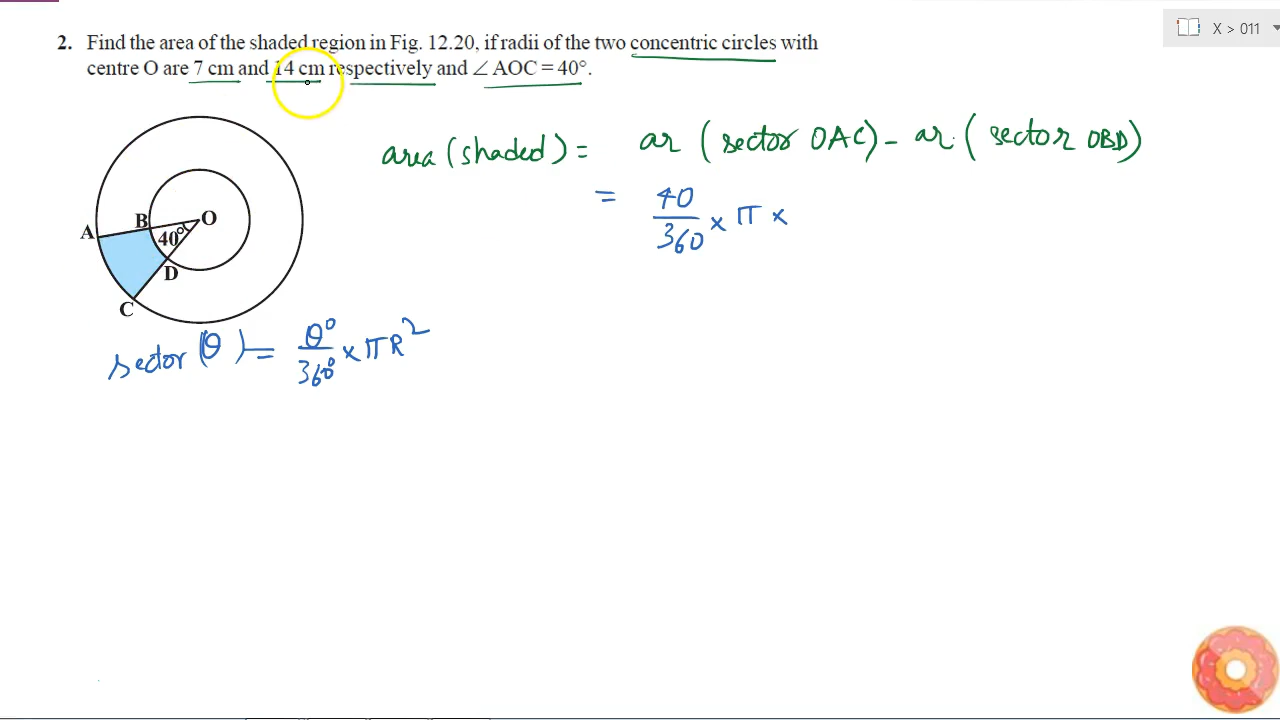 X > 011
2. Find the area of the shaded region in Fig. 12.20, if radii of the two concentric circles with
centre O are 7 cm and 14 cm respectively and ∠ AOC = 40°.
area (shaded) = ar (sector OAC) - ar. (sector OBD)
= 40/360 × π ×
O
B
A
40°
D
C
sector (θ) = θ°/360° × πR²